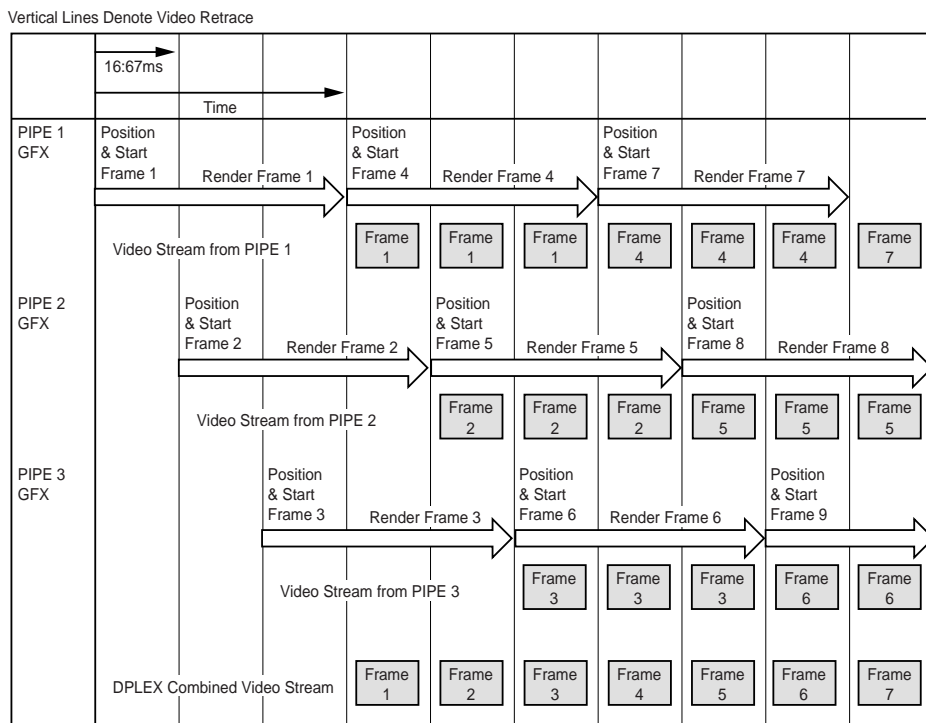 Vertical Lines Denote Video Retrace
16:67ms
Time
PIPE 1
GFX
Position
& Start
Frame 1
Render Frame 1
Position
& Start
Frame 4
Render Frame 4
Position
& Start
Frame 7
Render Frame 7
Video Stream from PIPE 1
Frame
1
Frame
1
Frame
1
Frame
4
Frame
4
Frame
4
Frame
7
PIPE 2
GFX
Position
& Start
Frame 2
Render Frame 2
Position
& Start
Frame 5
Render Frame 5
Position
& Start
Frame 8
Render Frame 8
Video Stream from PIPE 2
Frame
2
Frame
2
Frame
2
Frame
5
Frame
5
Frame
5
PIPE 3
GFX
Position
& Start
Frame 3
Render Frame 3
Position
& Start
Frame 6
Render Frame 6
Position
& Start
Frame 9
Video Stream from PIPE 3
Frame
3
Frame
3
Frame
3
Frame
6
Frame
6
DPLEX Combined Video Stream
Frame
1
Frame
2
Frame
3
Frame
4
Frame
5
Frame
6
Frame
7